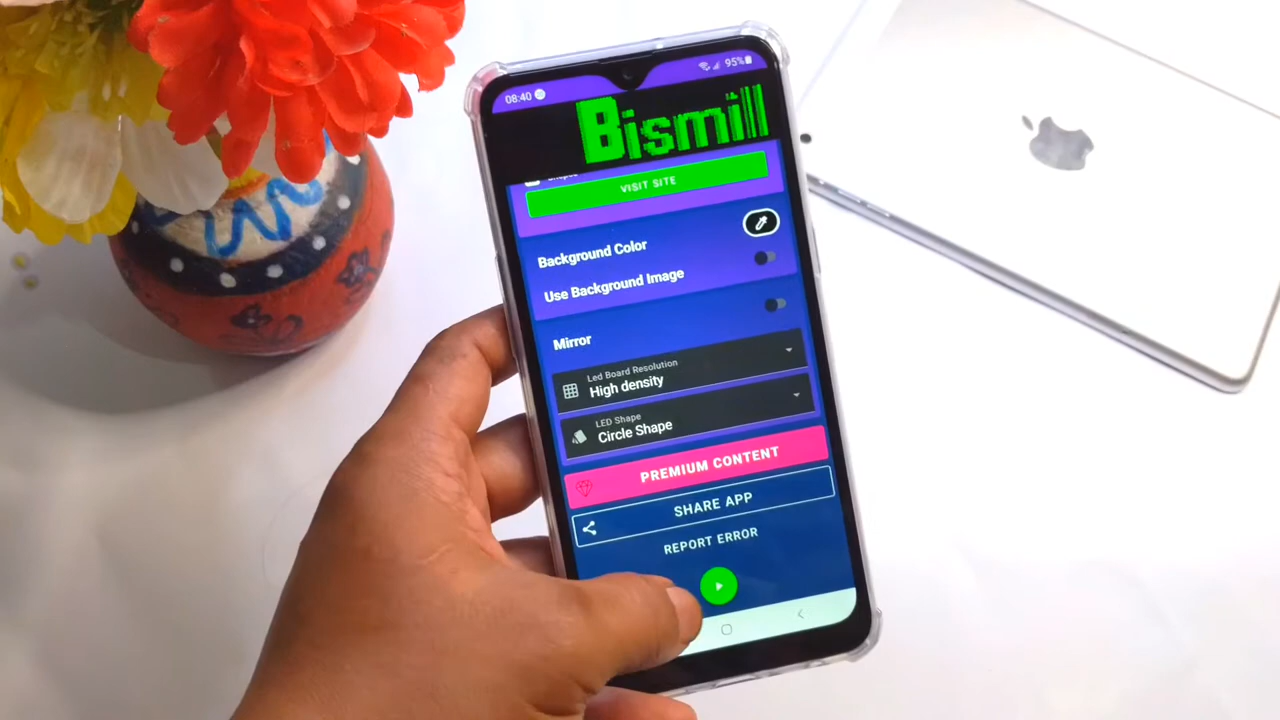 08:40
95%
Bismill
VISIT SITE
Background Color
Use Background Image
Mirror
Led Board Resolution
High density
LED Shape
Circle Shape
PREMIUM CONTENT
SHARE APP
REPORT ERROR